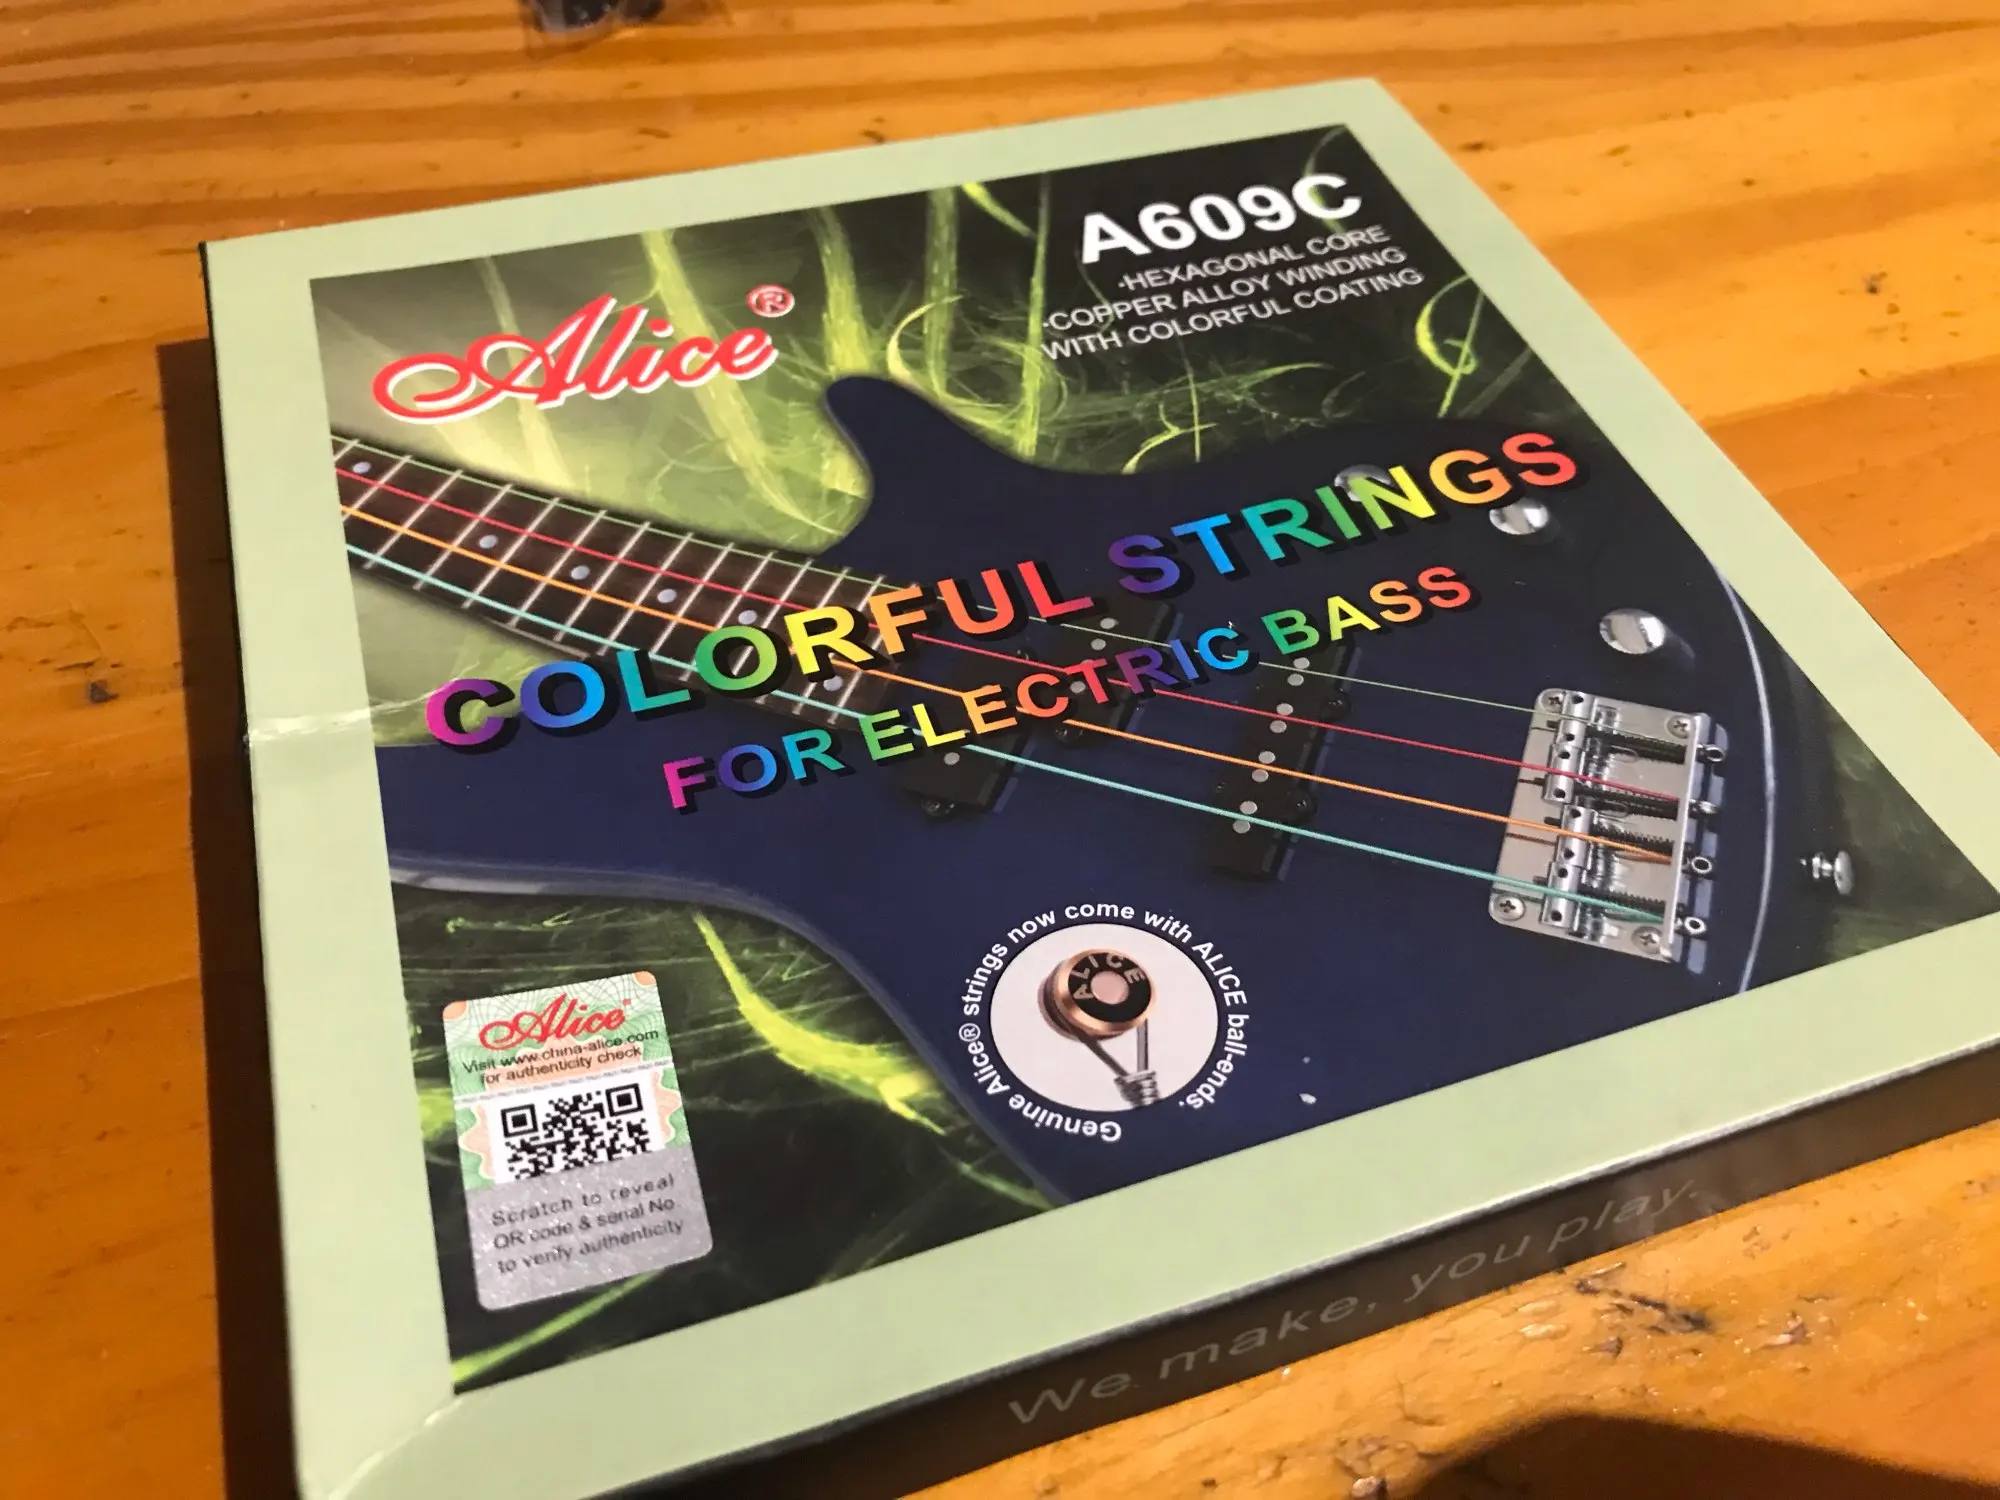 Alice®
A609C
·HEXAGONAL CORE
·COPPER ALLOY WINDING
WITH COLORFUL COATING
COLORFUL STRINGS
FOR ELECTRIC BASS
Genuine Alice® strings now come with ALICE ball-ends.
ALICE
Alice
Visit www.china-alice.com
for authenticity check
Scratch to reveal
QR code & serial No
to verify authenticity
We make, you play.